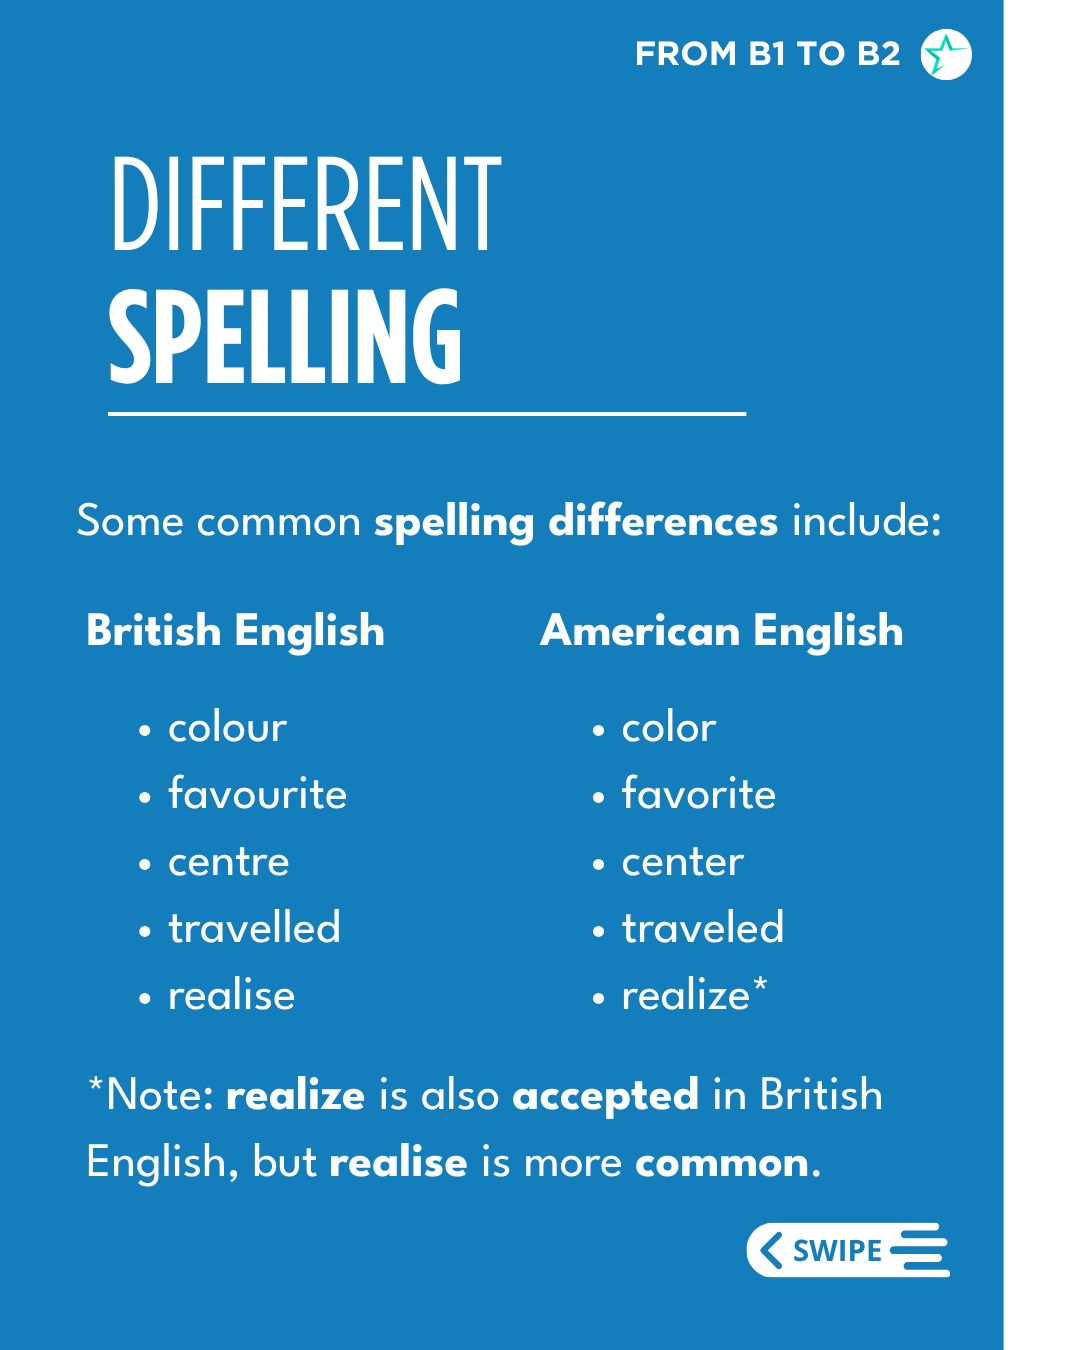 FROM B1 TO B2
DIFFERENT
SPELLING
Some common spelling differences include:
British English
• colour
• favourite
• centre
• travelled
• realise
American English
• color
• favorite
• center
• traveled
• realize*
*Note: realize is also accepted in British
English, but realise is more common.
SWIPE